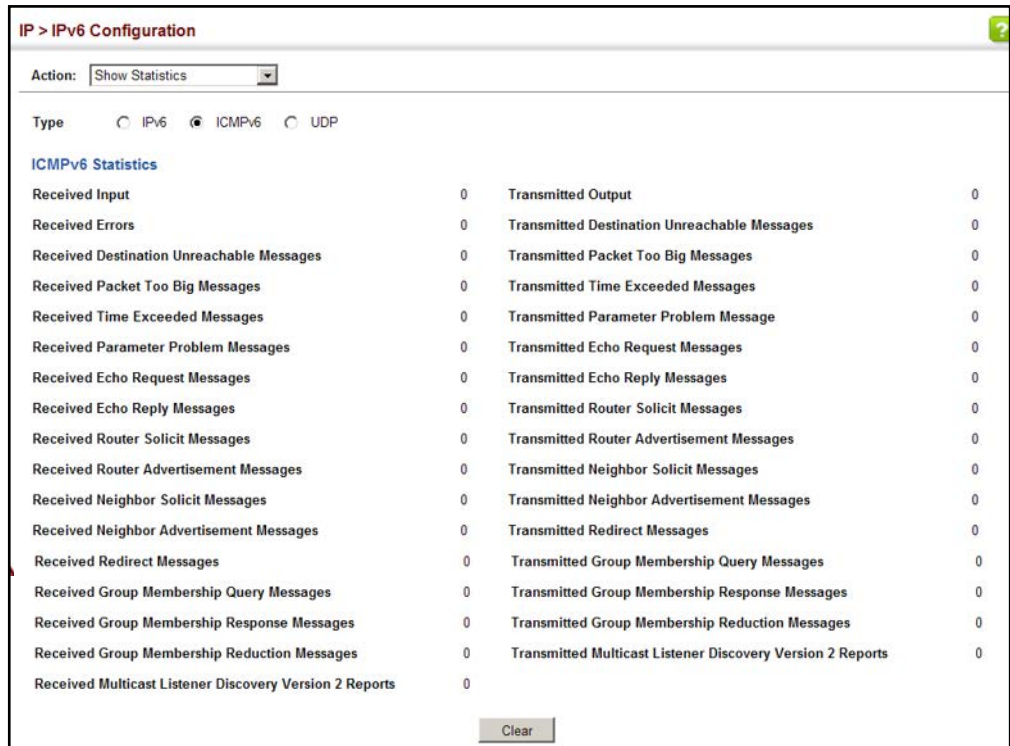 IP > IPv6 Configuration
?
Action: Show Statistics
Type IPv6 ICMPv6 UDP
ICMPv6 Statistics
Received Input 0 Transmitted Output 0
Received Errors 0 Transmitted Destination Unreachable Messages 0
Received Destination Unreachable Messages 0 Transmitted Packet Too Big Messages 0
Received Packet Too Big Messages 0 Transmitted Time Exceeded Messages 0
Received Time Exceeded Messages 0 Transmitted Parameter Problem Message 0
Received Parameter Problem Messages 0 Transmitted Echo Request Messages 0
Received Echo Request Messages 0 Transmitted Echo Reply Messages 0
Received Echo Reply Messages 0 Transmitted Router Solicit Messages 0
Received Router Solicit Messages 0 Transmitted Router Advertisement Messages 0
Received Router Advertisement Messages 0 Transmitted Neighbor Solicit Messages 0
Received Neighbor Solicit Messages 0 Transmitted Neighbor Advertisement Messages 0
Received Neighbor Advertisement Messages 0 Transmitted Redirect Messages 0
Received Redirect Messages 0 Transmitted Group Membership Query Messages 0
Received Group Membership Query Messages 0 Transmitted Group Membership Response Messages 0
Received Group Membership Response Messages 0 Transmitted Group Membership Reduction Messages 0
Received Group Membership Reduction Messages 0 Transmitted Multicast Listener Discovery Version 2 Reports 0
Received Multicast Listener Discovery Version 2 Reports 0
Clear